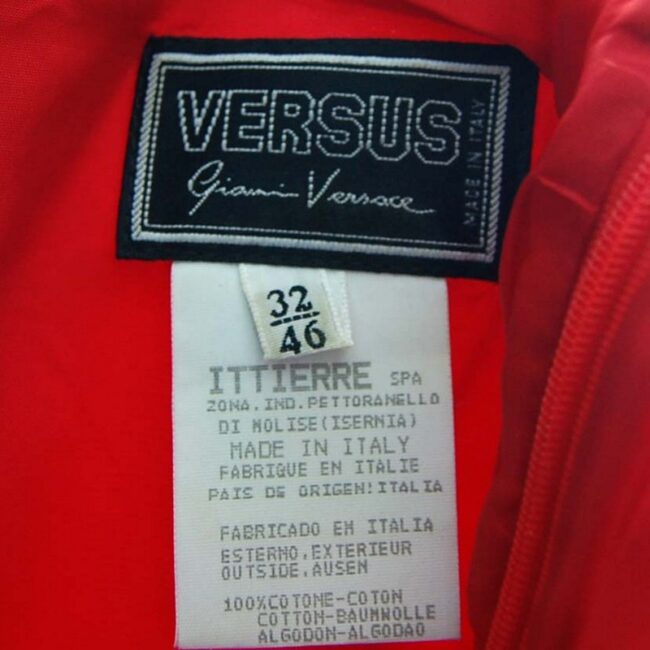 VERSUS
Gianni Versace
MADE IN ITALY
32
46
ITTIERRE SPA
ZONA.IND.PETTORANELLO
DI MOLISE(ISERNIA)
MADE IN ITALY
FABRIQUE EN ITALIE
PAIS DE ORIGEN:ITALIA
FABRICADO EN ITALIA
ESTERNO.EXTERIEUR
OUTSIDE.AUSEN
100%COTONE-COTON
COTTON-BAUMWOLLE
ALGODON-ALGODAO